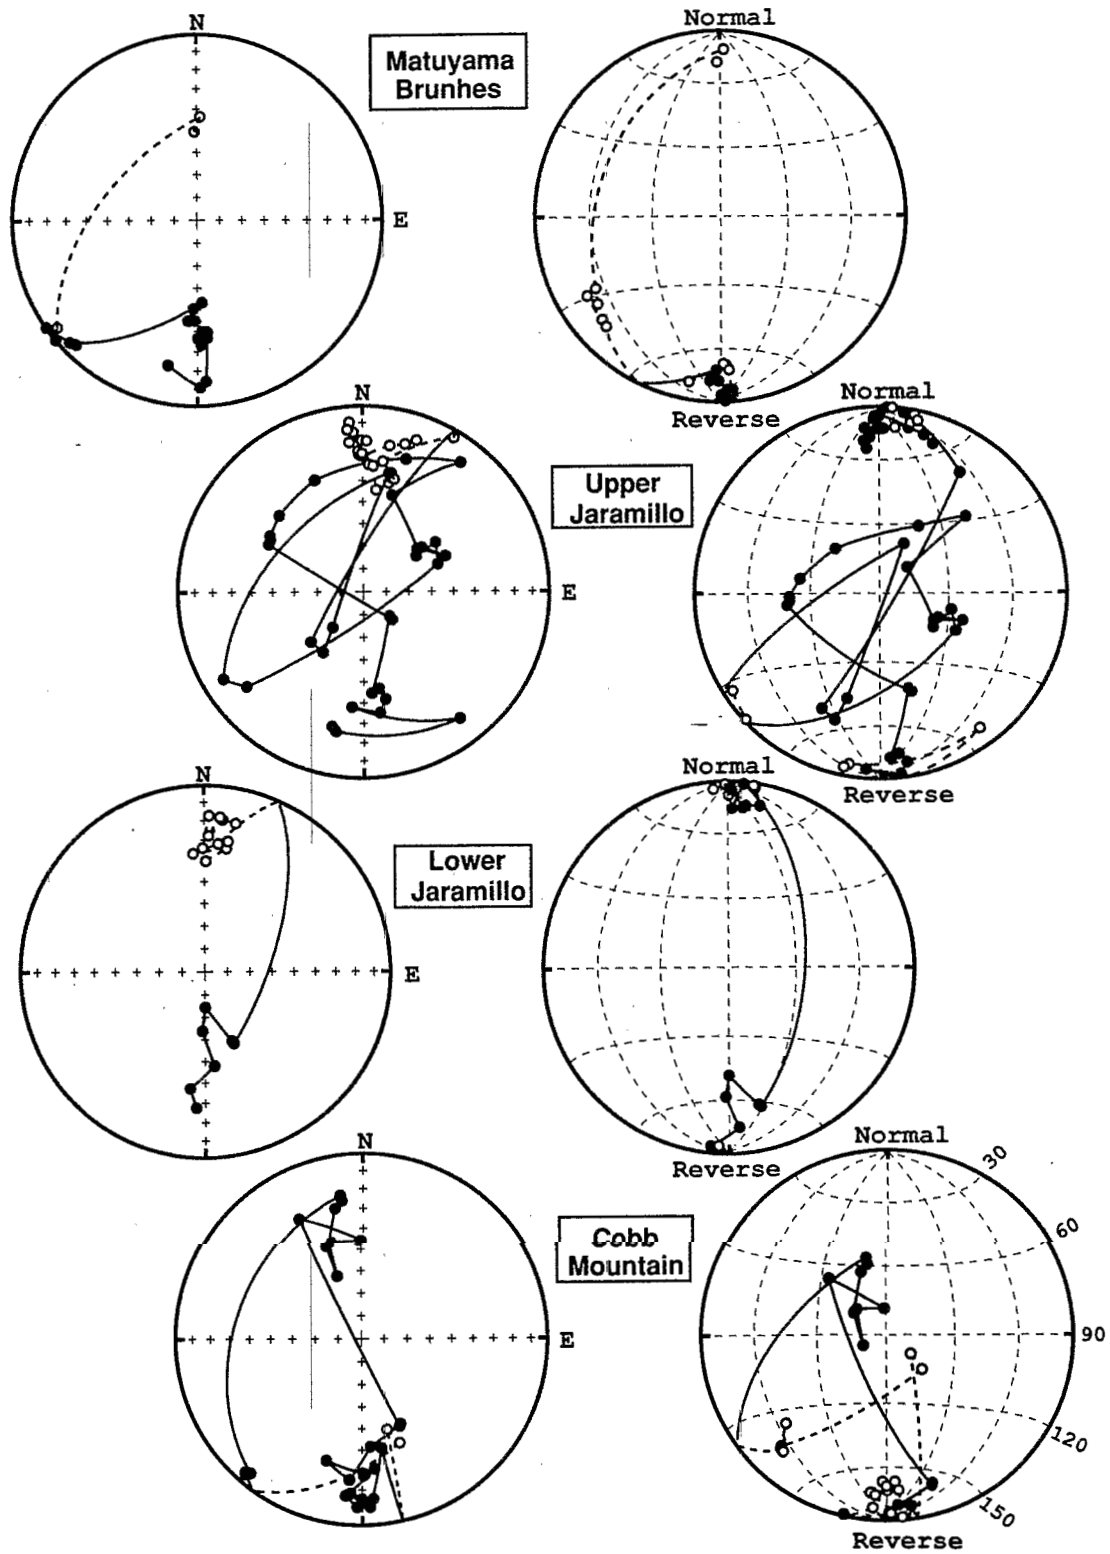 N
Normal
Matuyama
Brunhes
E
Reverse
N
Normal
Upper
Jaramillo
E
Reverse
N
Normal
Lower
Jaramillo
E
Reverse
N
Normal
30
Cobb
Mountain
60
E
90
120
150
Reverse